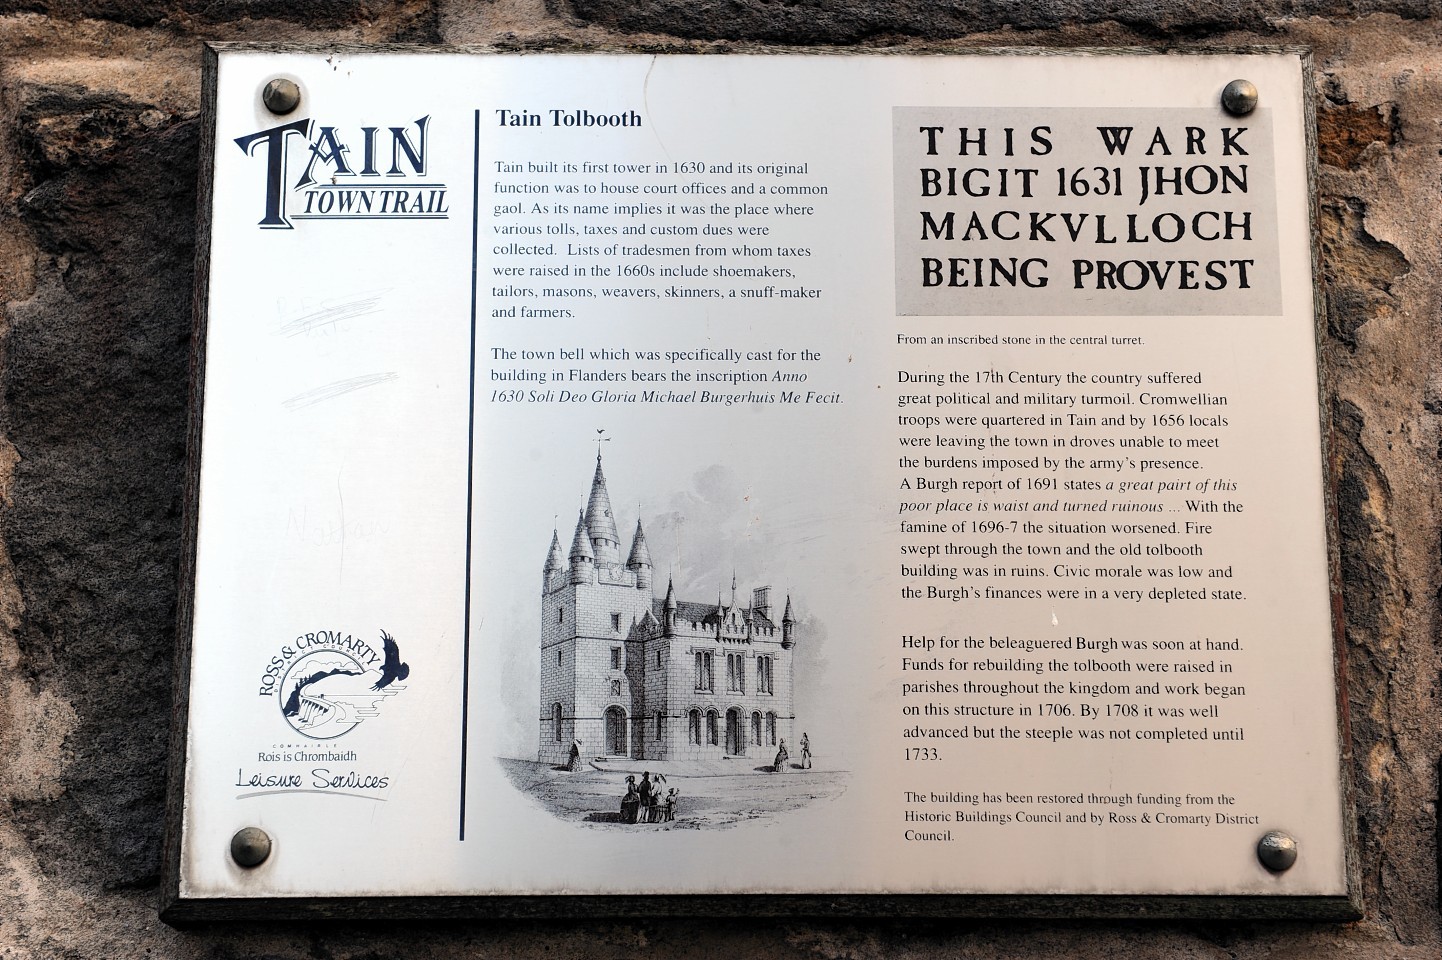 TAIN
TOWN TRAIL
Tain Tolbooth
Tain built its first tower in 1630 and its original
function was to house court offices and a common
gaol. As its name implies it was the place where
various tolls, taxes and custom dues were
collected. Lists of tradesmen from whom taxes
were raised in the 1660s include shoemakers,
tailors, masons, weavers, skinners, a snuff-maker
and farmers.
The town bell which was specifically cast for the
building in Flanders bears the inscription Anno
1630 Soli Deo Gloria Michael Burgerhuis Me Fecit.
THIS WARK
BIGIT 1631 JHON
MACKVLLOCH
BEING PROVEST
From an inscribed stone in the central turret.
During the 17th Century the country suffered
great political and military turmoil. Cromwellian
troops were quartered in Tain and by 1656 locals
were leaving the town in droves unable to meet
the burdens imposed by the army's presence.
A Burgh report of 1691 states a great pairt of this
poor place is waist and turned ruinous ... With the
famine of 1696-7 the situation worsened. Fire
swept through the town and the old tolbooth
building was in ruins. Civic morale was low and
the Burgh's finances were in a very depleted state.
Help for the beleaguered Burgh was soon at hand.
Funds for rebuilding the tolbooth were raised in
parishes throughout the kingdom and work began
on this structure in 1706. By 1708 it was well
advanced but the steeple was not completed until
1733.
The building has been restored through funding from the
Historic Buildings Council and by Ross & Cromarty District
Council.
ROSS & CROMARTY
DISTRICT COUNCIL
COMHAIRLE
Rois is Chrombaidh
Leisure Services